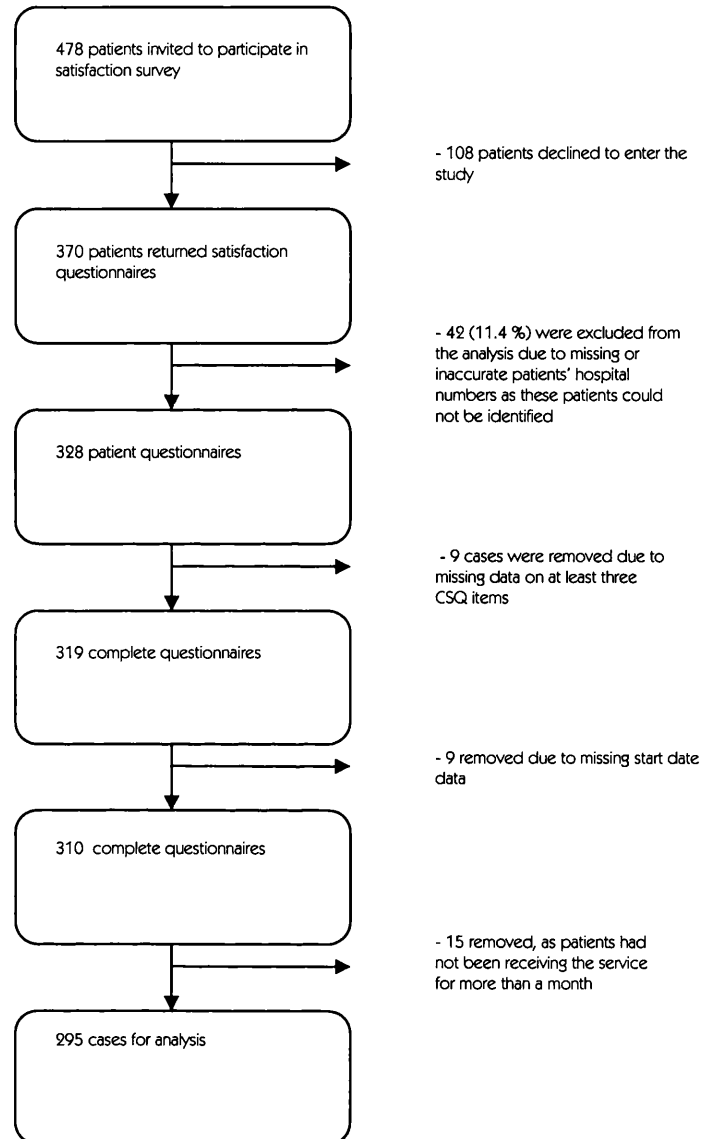 478 patients invited to participate in
satisfaction survey
- 108 patients declined to enter the
study
370 patients returned satisfaction
questionnaires
- 42 (11.4 %) were excluded from
the analysis due to missing or
inaccurate patients' hospital
numbers as these patients could
not be identified
328 patient questionnaires
- 9 cases were removed due to
missing data on at least three
CSQ items
319 complete questionnaires
- 9 removed due to missing start date
data
310 complete questionnaires
- 15 removed, as patients had
not been receiving the service
for more than a month
295 cases for analysis